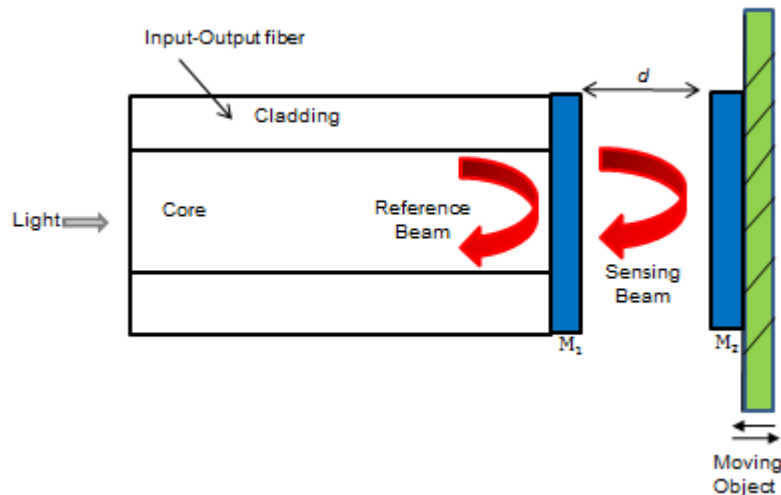 Input-Output fiber
d
Cladding
Light
Core
Reference
Beam
Sensing
Beam
M₁
M₂
Moving
Object